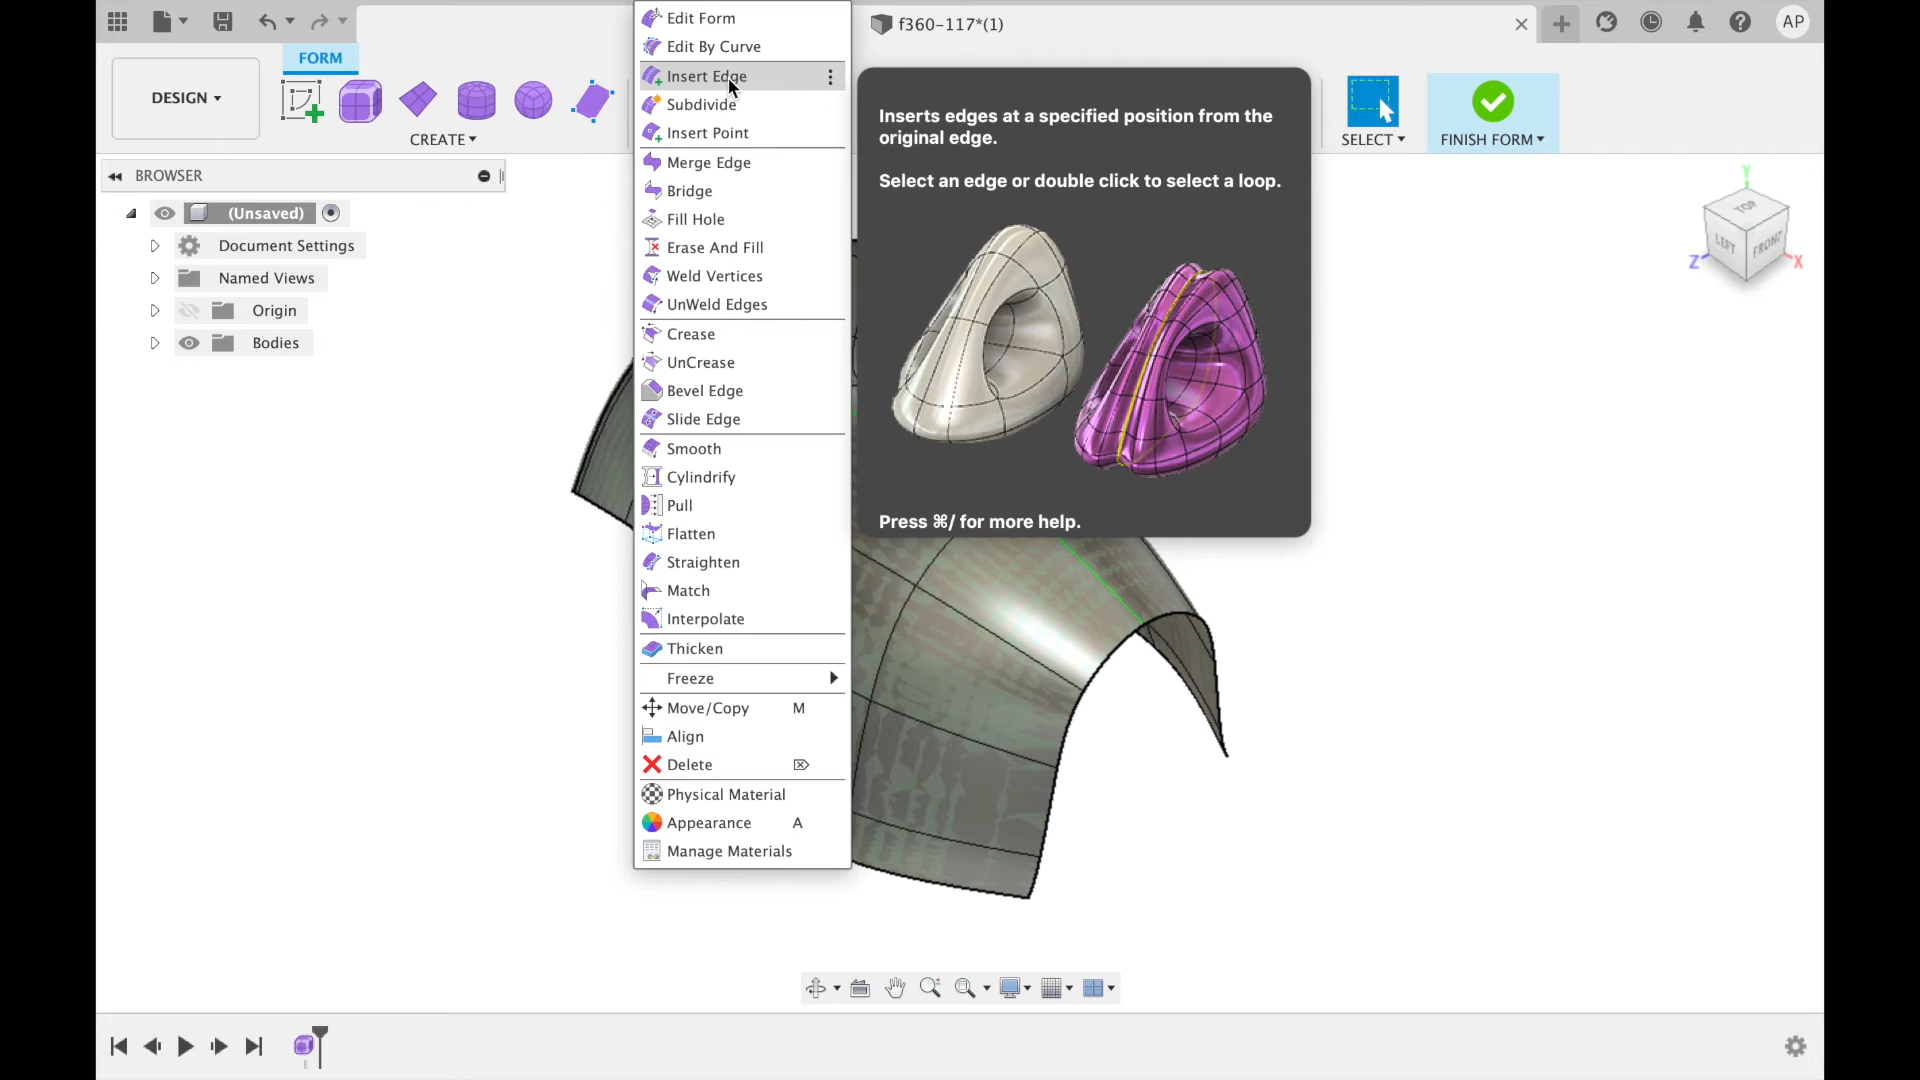 f360-117*(1)
AP
FORM
DESIGN
CREATE
SELECT
FINISH FORM
BROWSER
(Unsaved)
Document Settings
Named Views
Origin
Bodies
Edit Form
Edit By Curve
Insert Edge
Subdivide
Insert Point
Merge Edge
Bridge
Fill Hole
Erase And Fill
Weld Vertices
UnWeld Edges
Crease
UnCrease
Bevel Edge
Slide Edge
Smooth
Cylindrify
Pull
Flatten
Straighten
Match
Interpolate
Thicken
Freeze
Move/Copy M
Align
Delete ⌦
Physical Material
Appearance A
Manage Materials
Inserts edges at a specified position from the
original edge.
Select an edge or double click to select a loop.
Press ⌘/ for more help.
Y
TOP
LEFT
FRONT
Z
X